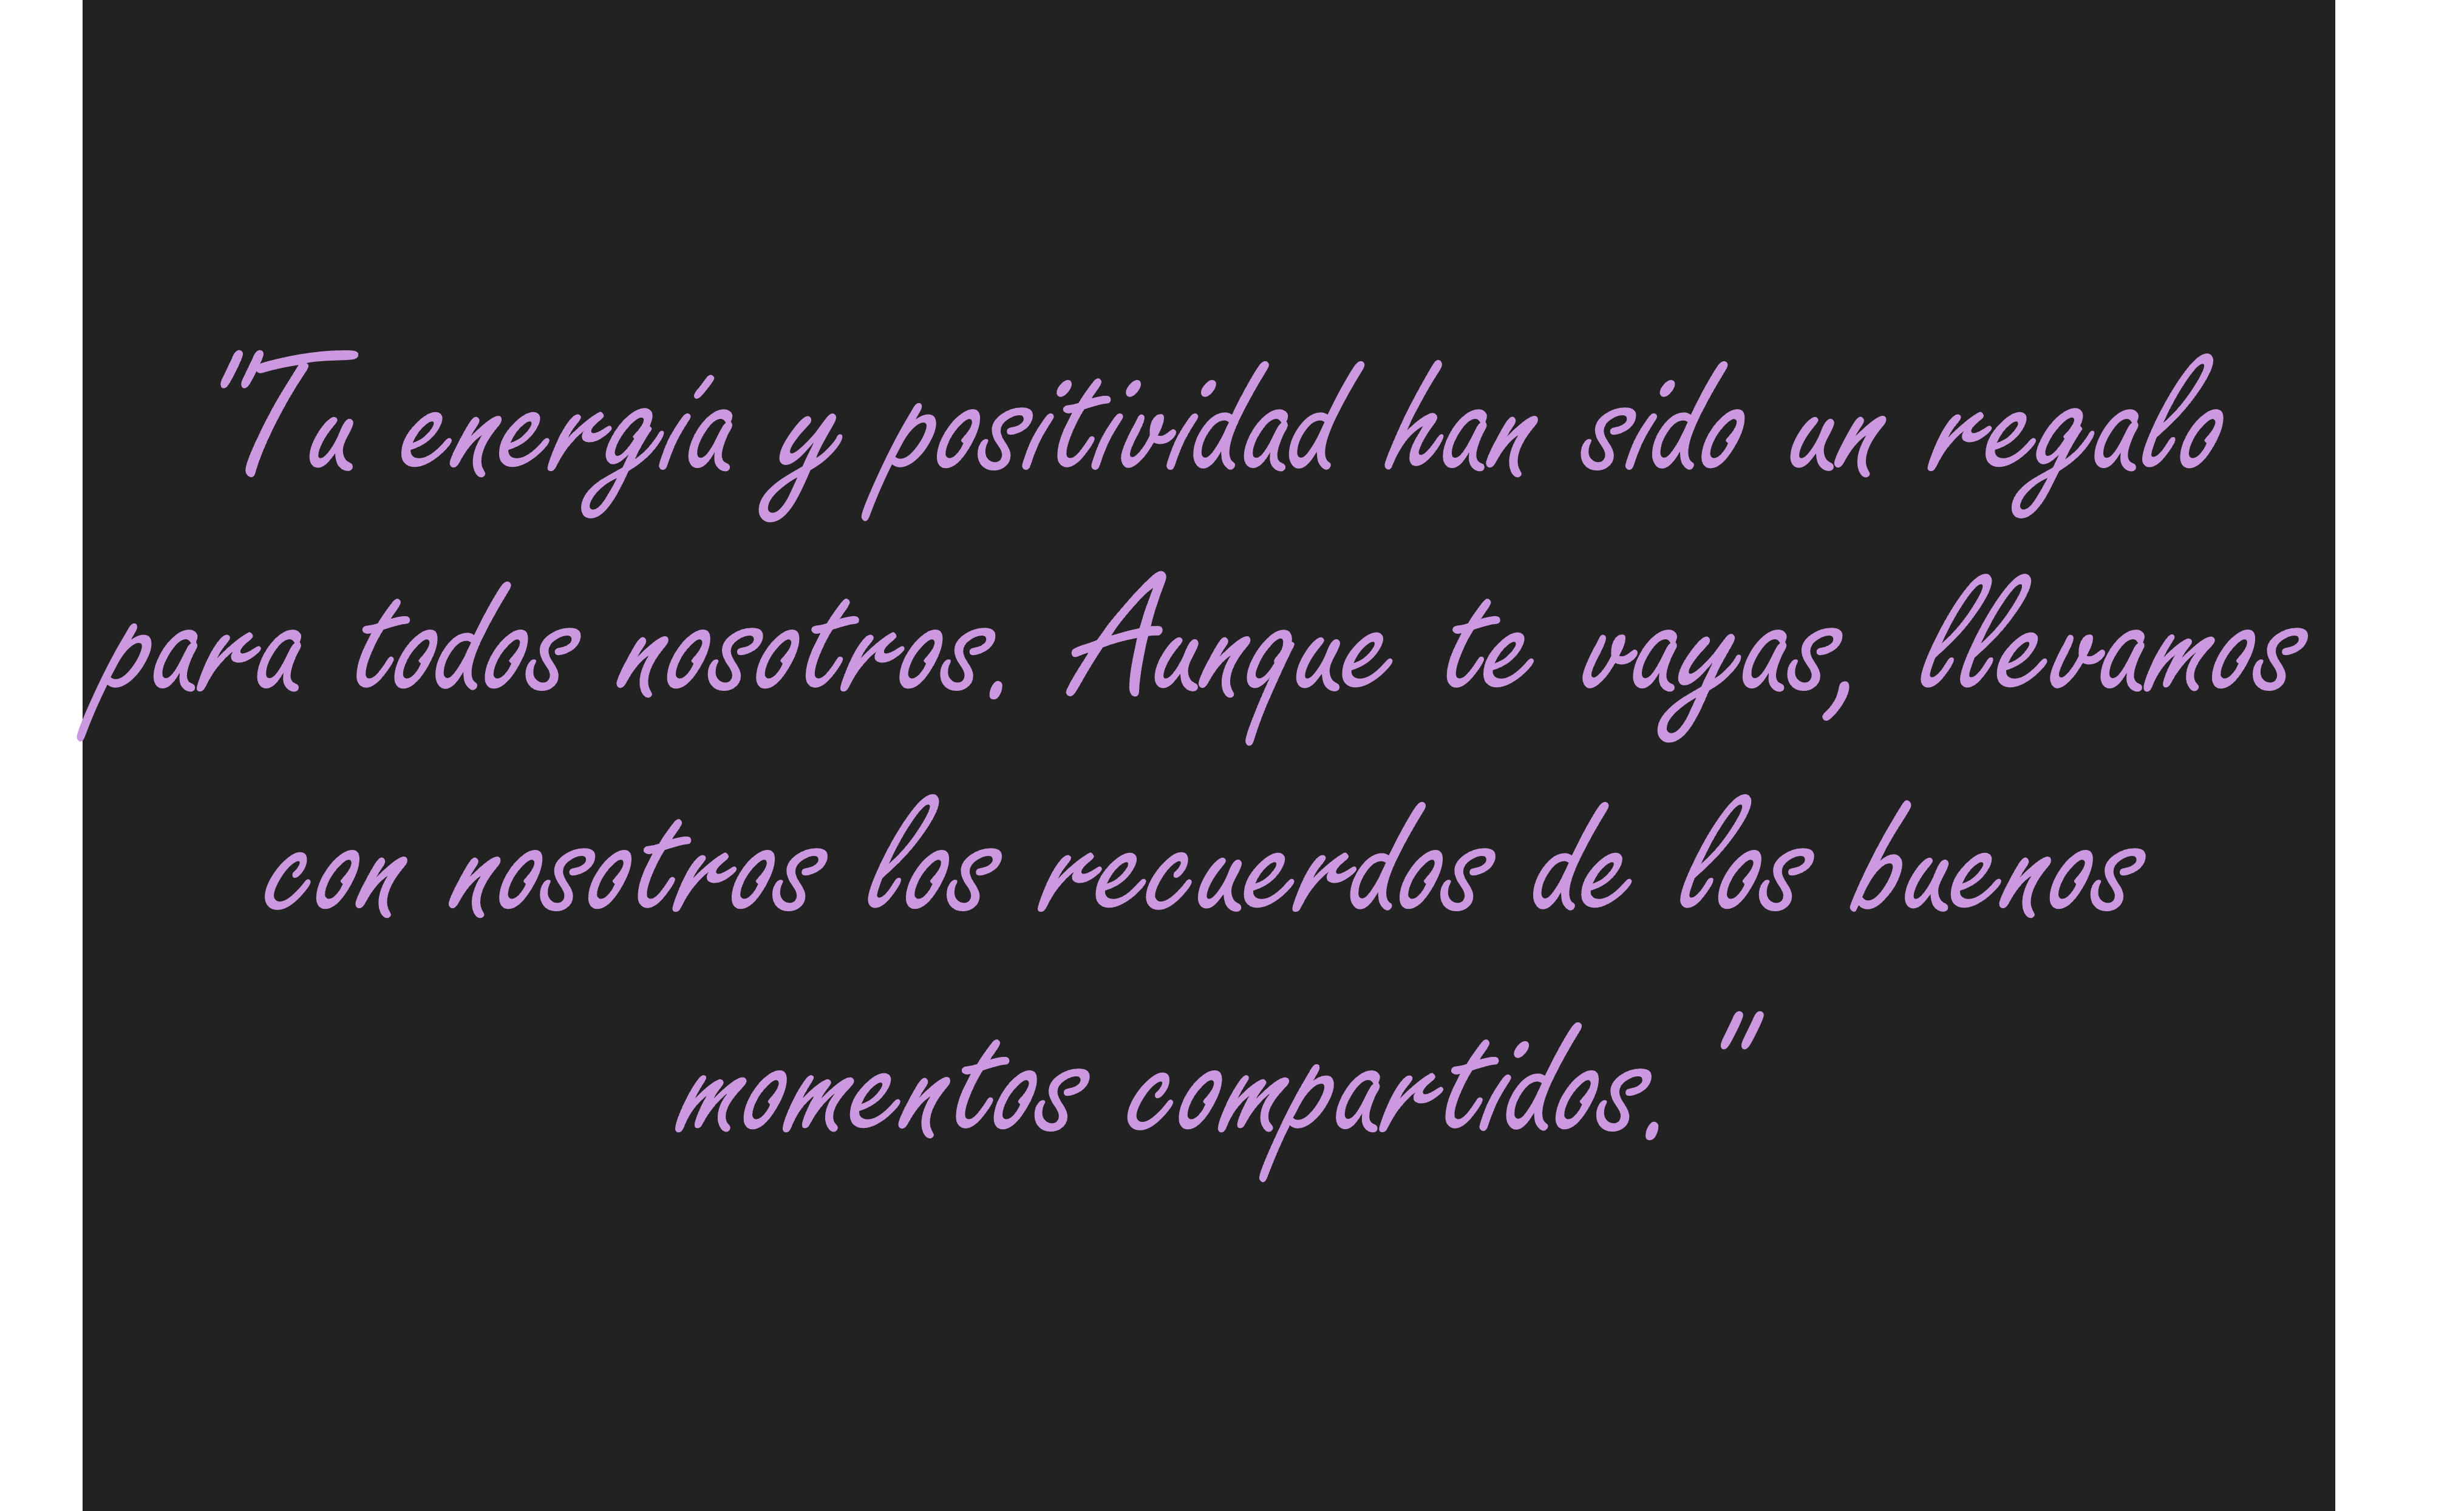 "Tu energía y positividad han sido un regalo
para todos nosotros. Aunque te vayas, llevamos
con nosotros los recuerdos de los buenos
momentos compartidos."